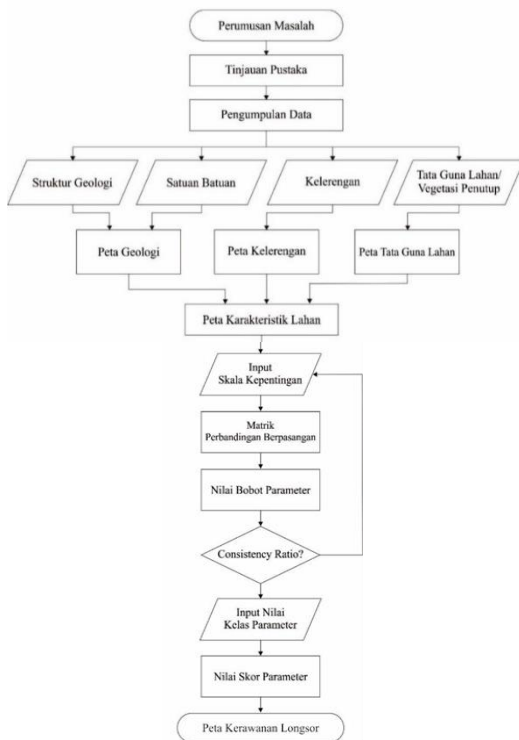 Perumusan Masalah
Tinjauan Pustaka
Pengumpulan Data
Struktur Geologi
Satuan Batuan
Kelerengan
Tata Guna Lahan/
Vegetasi Penutup
Peta Geologi
Peta Kelerengan
Peta Tata Guna Lahan
Peta Karakteristik Lahan
Input
Skala Kepentingan
Matrik
Perbandingan Berpasangan
Nilai Bobot Parameter
Consistency Ratio?
Input Nilai
Kelas Parameter
Nilai Skor Parameter
Peta Kerawanan Longsor